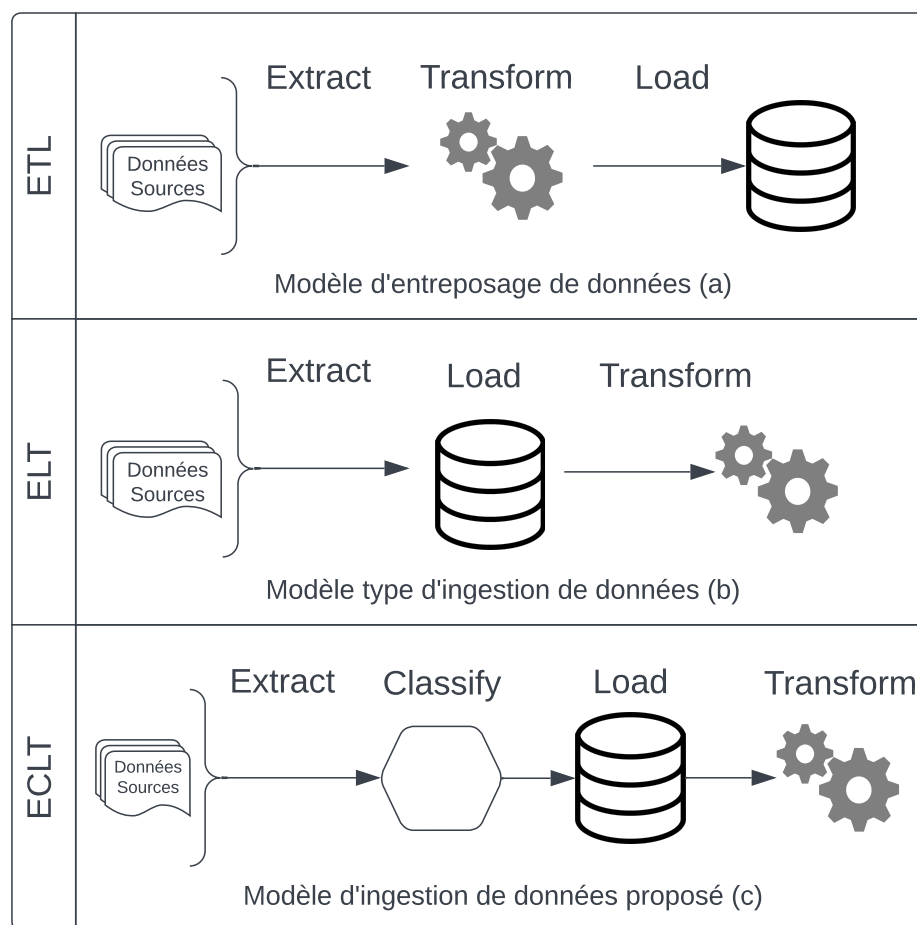 ETL
Extract
Transform
Load
Données
Sources
Modèle d'entreposage de données (a)
ELT
Extract
Load
Transform
Données
Sources
Modèle type d'ingestion de données (b)
ECLT
Extract
Classify
Load
Transform
Données
Sources
Modèle d'ingestion de données proposé (c)